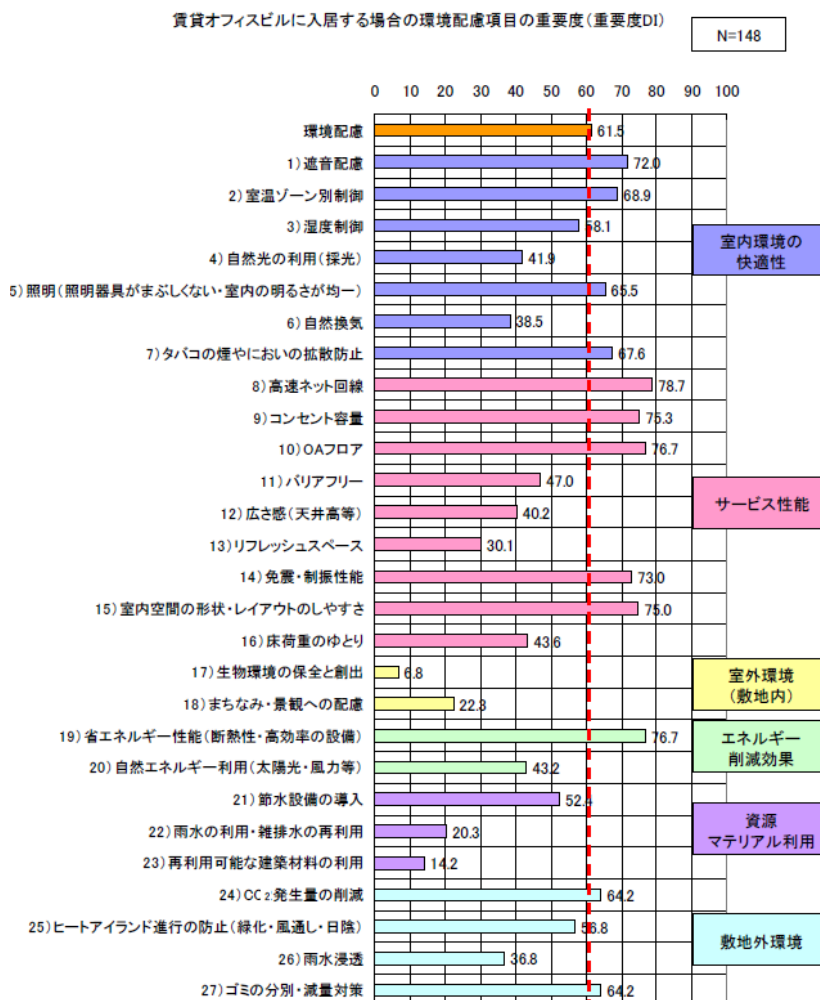 賃貸オフィスビルに入居する場合の環境配慮項目の重要度(重要度DI)
N=148
0 10 20 30 40 50 60 70 80 90 100
環境配慮 61.5
1)遮音配慮 72.0
2)室温ゾーン別制御 68.9
3)湿度制御 58.1
室内環境の
快適性
4)自然光の利用(採光) 41.9
5)照明(照明器具がまぶしくない・室内の明るさが均一) 65.5
6)自然換気 38.5
7)タバコの煙やにおいの拡散防止 67.6
8)高速ネット回線 78.7
9)コンセント容量 75.3
10)OAフロア 76.7
11)バリアフリー 47.0
サービス性能
12)広さ感(天井高等) 40.2
13)リフレッシュスペース 30.1
14)免震・制振性能 73.0
15)室内空間の形状・レイアウトのしやすさ 75.0
16)床荷重のゆとり 43.6
17)生物環境の保全と創出 6.8
室外環境
(敷地内)
18)まちなみ・景観への配慮 22.3
19)省エネルギー性能(断熱性・高効率の設備) 76.7
エネルギー
削減効果
20)自然エネルギー利用(太陽光・風力等) 43.2
21)節水設備の導入 52.4
資源
マテリアル利用
22)雨水の利用・雑排水の再利用 20.3
23)再利用可能な建築材料の利用 14.2
24)CO2発生量の削減 64.2
25)ヒートアイランド進行の防止(緑化・風通し・日陰) 56.8
敷地外環境
26)雨水浸透 36.8
27)ゴミの分別・減量対策 64.2